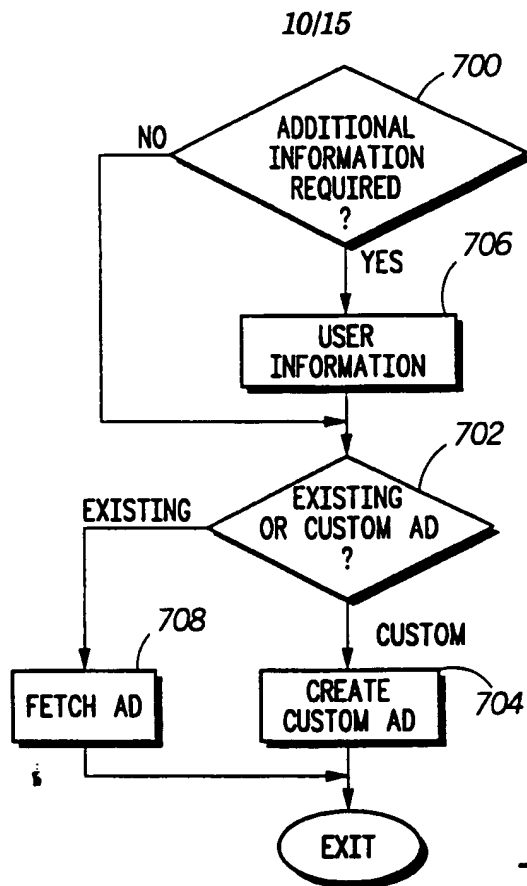 10/15
700
ADDITIONAL
INFORMATION
REQUIRED
?
NO
YES
706
USER
INFORMATION
702
EXISTING
OR CUSTOM AD
?
EXISTING
CUSTOM
708
FETCH AD
704
CREATE
CUSTOM AD
EXIT